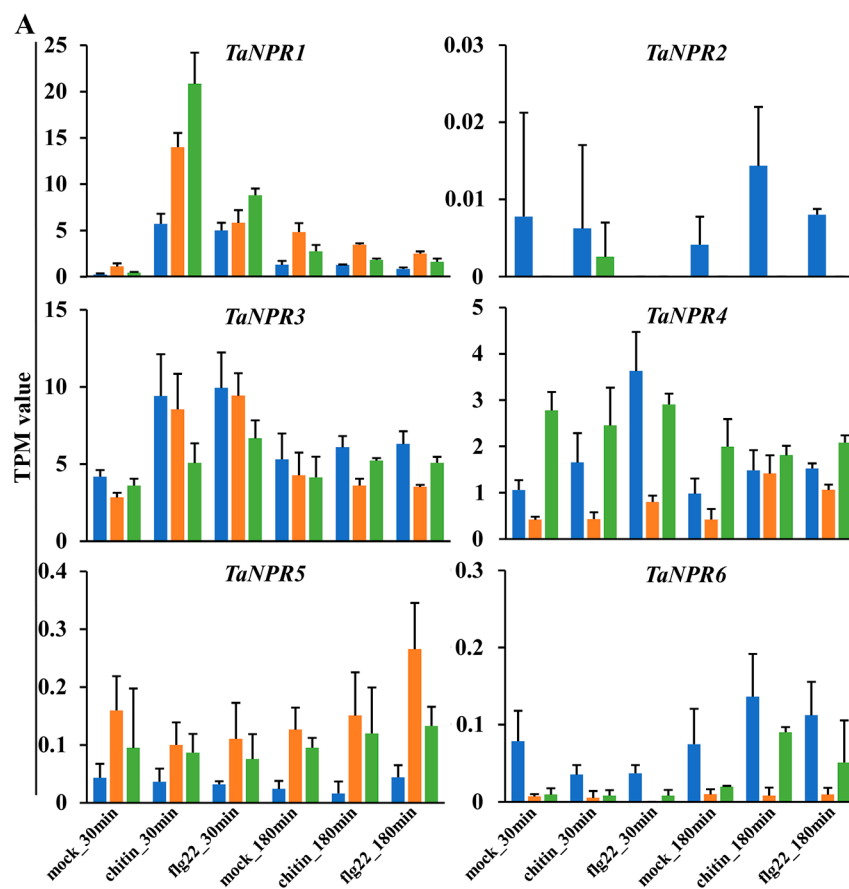 A
TPM value
TaNPR1
25
20
15
10
5
0
TaNPR2
0.03
0.02
0.01
0
TaNPR3
15
10
5
0
TaNPR4
5
4
3
2
1
0
TaNPR5
0.4
0.3
0.2
0.1
0
TaNPR6
0.3
0.2
0.1
0
mock_30min
chitin_30min
flg22_30min
mock_180min
chitin_180min
flg22_180min
mock_30min
chitin_30min
flg22_30min
mock_180min
chitin_180min
flg22_180min